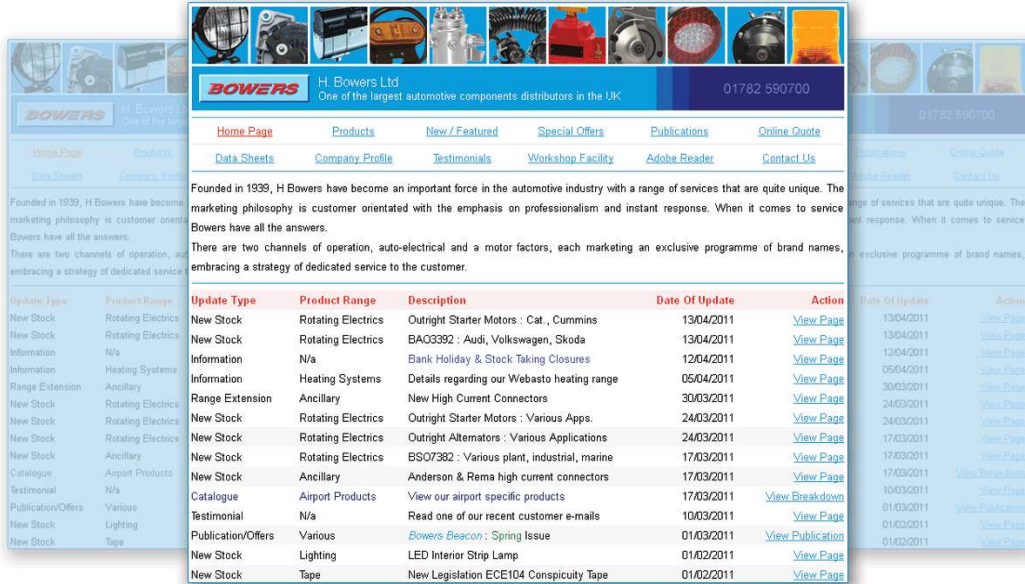 BOWERS H. Bowers Ltd
One of the largest automotive components distributors in the UK 01782 590700
Home Page Products New / Featured Special Offers Publications Online Quote
Data Sheets Company Profile Testimonials Workshop Facility Adobe Reader Contact Us
Founded in 1939, H Bowers have become an important force in the automotive industry with a range of services that are quite unique. The
marketing philosophy is customer orientated with the emphasis on professionalism and instant response. When it comes to service
Bowers have all the answers.
There are two channels of operation, auto-electrical and a motor factors, each marketing an exclusive programme of brand names,
embracing a strategy of dedicated service to the customer.
Update Type Product Range Description Date Of Update Action
New Stock Rotating Electrics Outright Starter Motors : Cat., Cummins 13/04/2011 View Page
New Stock Rotating Electrics BAO3392 : Audi, Volkswagen, Skoda 13/04/2011 View Page
Information N/a Bank Holiday & Stock Taking Closures 12/04/2011 View Page
Information Heating Systems Details regarding our Webasto heating range 05/04/2011 View Page
Range Extension Ancillary New High Current Connectors 30/03/2011 View Page
New Stock Rotating Electrics Outright Starter Motors : Various Apps. 24/03/2011 View Page
New Stock Rotating Electrics Outright Alternators : Various Applications 24/03/2011 View Page
New Stock Rotating Electrics BSO7382 : Various plant, industrial, marine 17/03/2011 View Page
New Stock Ancillary Anderson & Rema high current connectors 17/03/2011 View Page
Catalogue Airport Products View our airport specific products 17/03/2011 View Breakdown
Testimonial N/a Read one of our recent customer e-mails 10/03/2011 View Page
Publication/Offers Various Bowers Beacon : Spring Issue 01/03/2011 View Publication
New Stock Lighting LED Interior Strip Lamp 01/02/2011 View Page
New Stock Tape New Legislation ECE104 Conspicuity Tape 01/02/2011 View Page